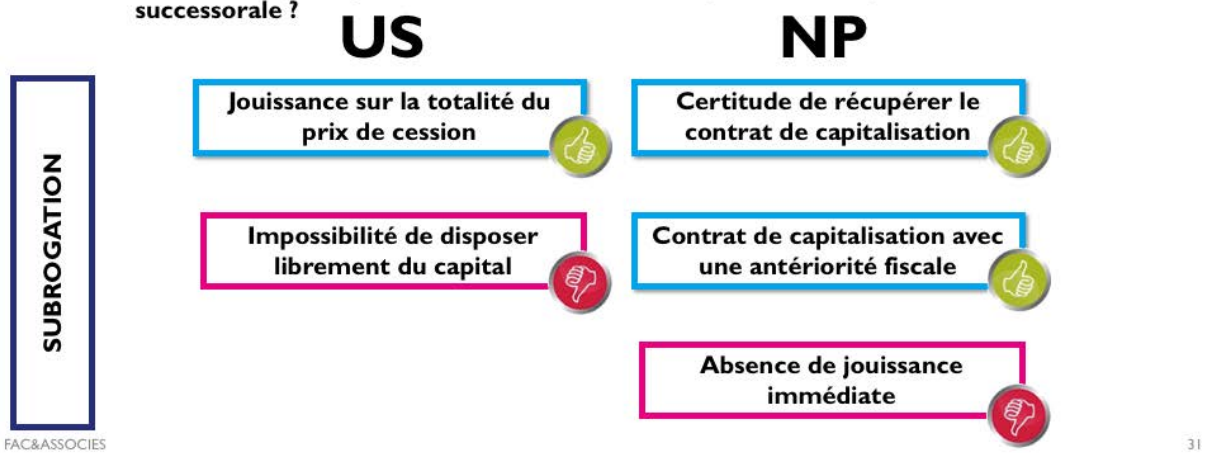 successorale ?
US
NP
SUBROGATION
Jouissance sur la totalité du
prix de cession
Certitude de récupérer le
contrat de capitalisation
Impossibilité de disposer
librement du capital
Contrat de capitalisation avec
une antériorité fiscale
Absence de jouissance
immédiate
FAC&ASSOCIES
31